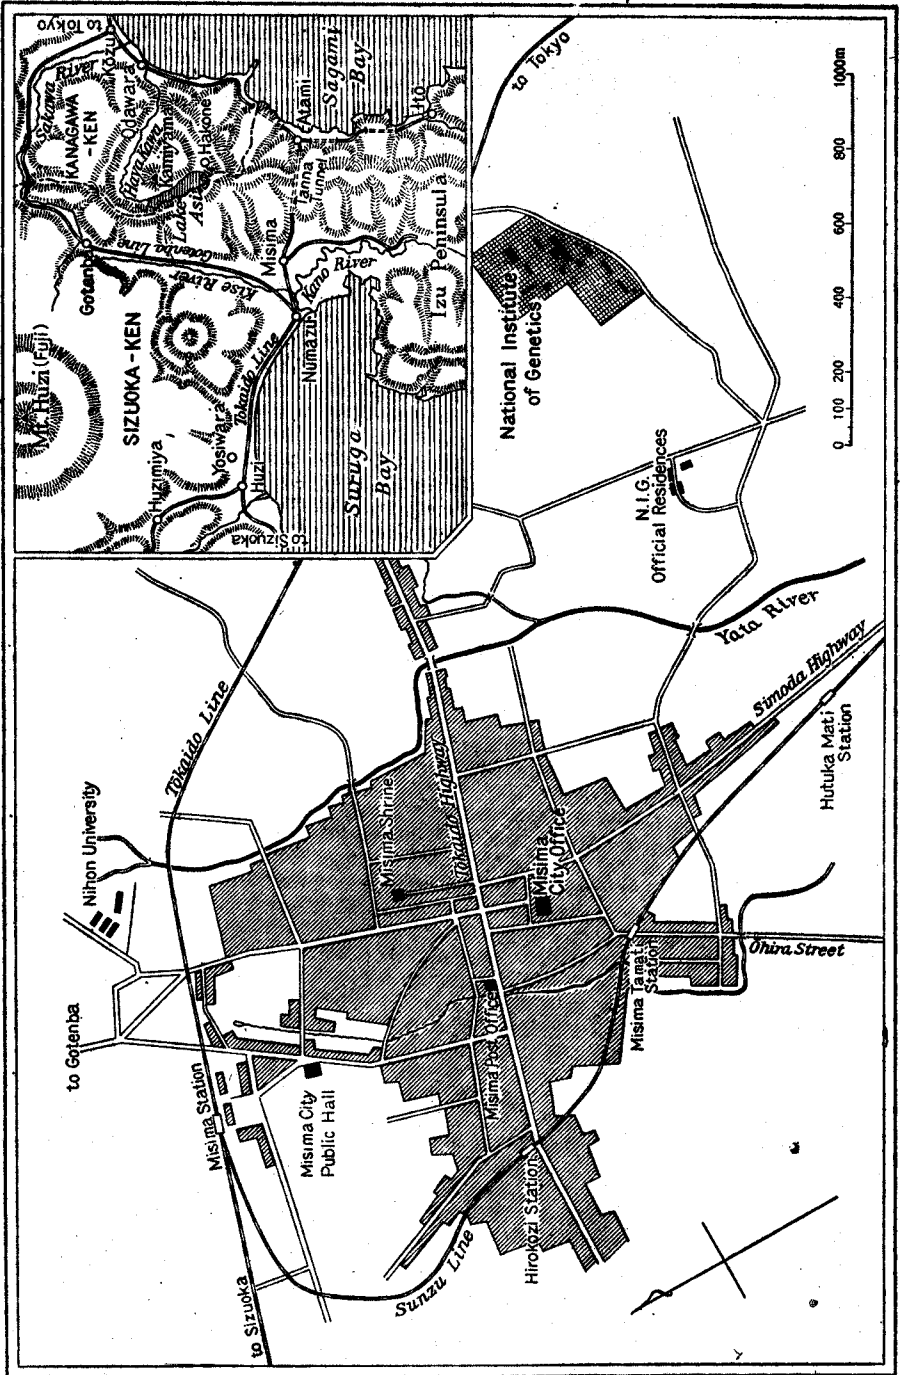 to Tokyo
Kōzu
Sakawa River
KANAGAWA
-KEN
Odawara
Hayakawa
Kamiyama
Hakone
Lake
Asi
Sagami
Bay
Atami
Itō
Tanna
Tunnel
Gotenba
Gotenba Line
Kise River
Misima
Kano River
Izu Peninsula
Mt. Huzi (Fuji)
SIZUOKA-KEN
Numazu
Tokaido Line
Yosiwara
Huzimiya
Huzi
to Sizuoka
Suruga
Bay
to Tokyo
National Institute
of Genetics
N.I.G.
Official Residences
0 100 200 400 600 800 1000m
Yata River
Simoda Highway
Hutuka Mati
Station
Tokaido Line
Nihon University
Misima Shrine
Tokaido Highway
Misima
City Office
Ohira Street
Misima Tamati
Station
to Gotenba
Misima Station
Misima City
Public Hall
Misima Post Office
Hirokozi Station
Sunzu Line
to Sizuoka